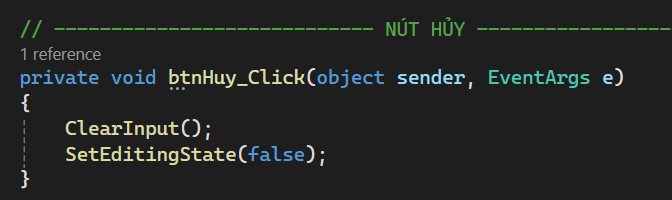 // ---------------------------- NÚT HỦY -----------------
1 reference
private void btnHuy_Click(object sender, EventArgs e)
{
    ClearInput();
    SetEditingState(false);
}